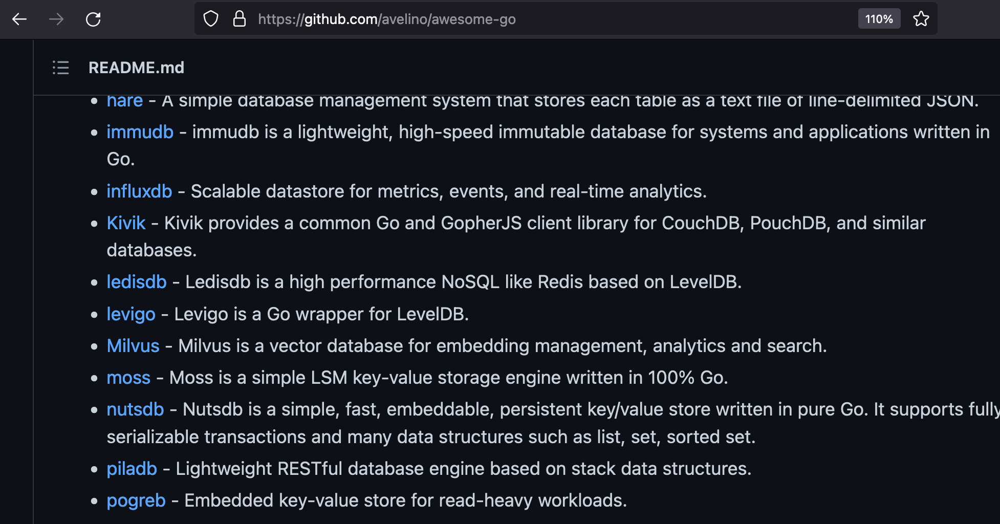 https://github.com/avelino/awesome-go
110%
README.md
hare - A simple database management system that stores each table as a text file of line-delimited JSON.
immudb - immudb is a lightweight, high-speed immutable database for systems and applications written in
Go.
influxdb - Scalable datastore for metrics, events, and real-time analytics.
Kivik - Kivik provides a common Go and GopherJS client library for CouchDB, PouchDB, and similar
databases.
ledisdb - Ledisdb is a high performance NoSQL like Redis based on LevelDB.
levigo - Levigo is a Go wrapper for LevelDB.
Milvus - Milvus is a vector database for embedding management, analytics and search.
moss - Moss is a simple LSM key-value storage engine written in 100% Go.
nutsdb - Nutsdb is a simple, fast, embeddable, persistent key/value store written in pure Go. It supports fully
serializable transactions and many data structures such as list, set, sorted set.
piladb - Lightweight RESTful database engine based on stack data structures.
pogreb - Embedded key-value store for read-heavy workloads.